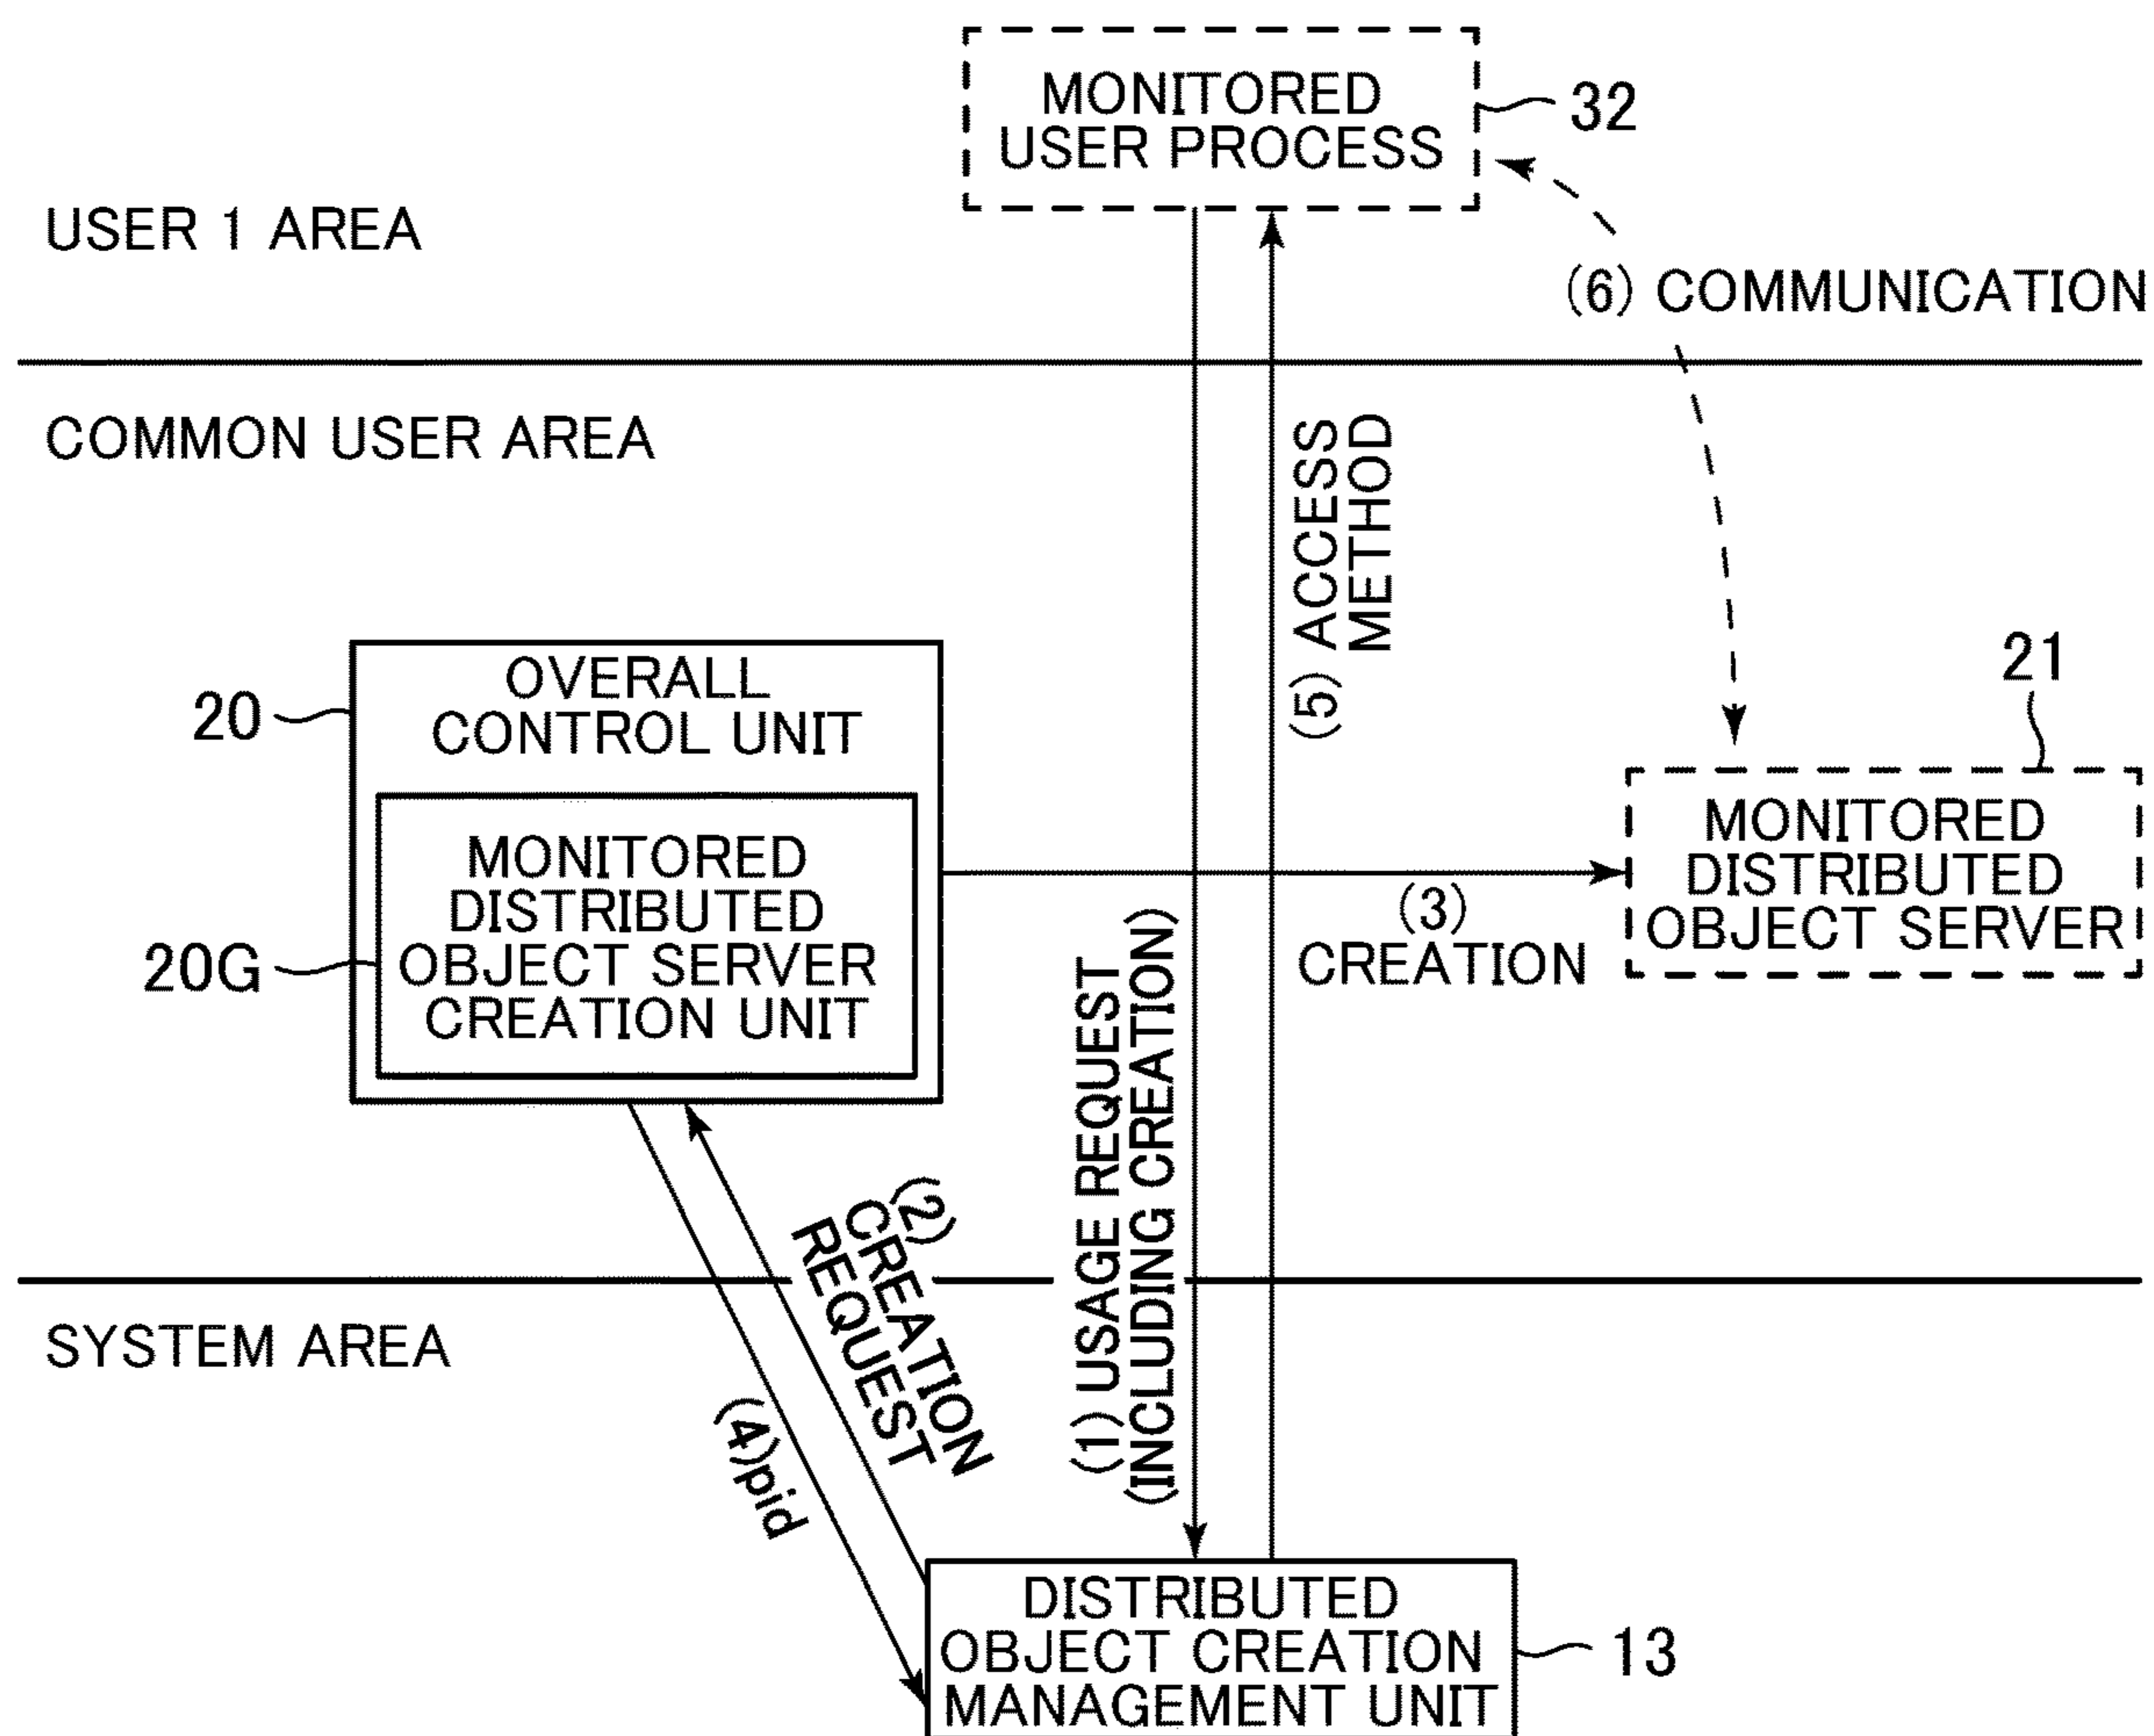 MONITORED
USER PROCESS
32
USER 1 AREA
(6) COMMUNICATION
COMMON USER AREA
(5) ACCESS
METHOD
20
OVERALL
CONTROL UNIT
21
20G
MONITORED
DISTRIBUTED
OBJECT SERVER
CREATION UNIT
MONITORED
DISTRIBUTED
OBJECT SERVER
(3)
CREATION
(1) USAGE REQUEST
(INCLUDING CREATION)
(2)
CREATION
REQUEST
SYSTEM AREA
(4)pid
DISTRIBUTED
OBJECT CREATION
MANAGEMENT UNIT
13